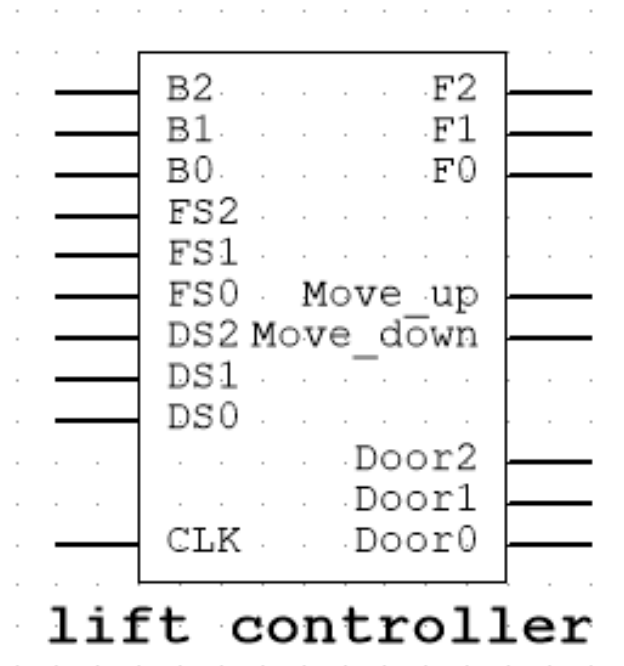 B2 F2
B1 F1
B0 F0
FS2
FS1
FS0 Move_up
DS2 Move_down
DS1
DS0
Door2
Door1
CLK Door0
lift controller